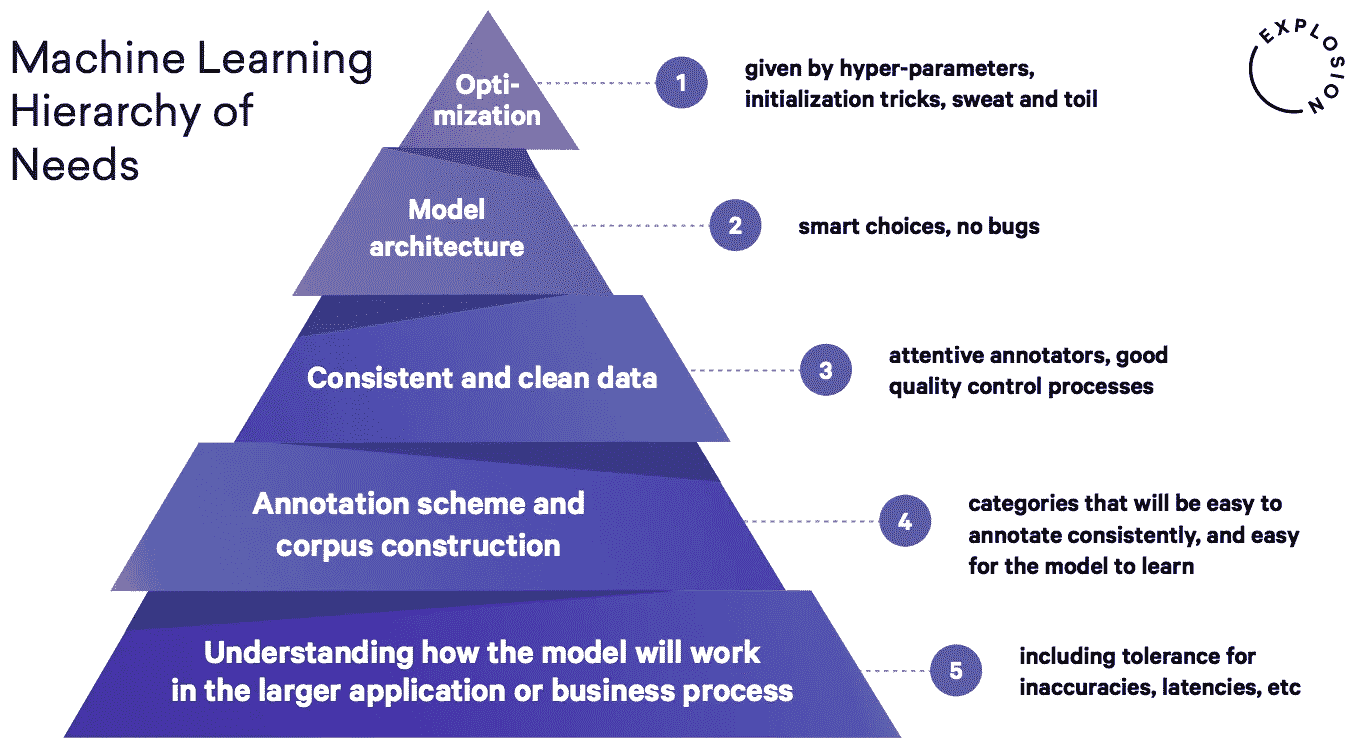 Machine Learning
Hierarchy of
Needs
EXPLOSION
Opti-
mization
1
given by hyper-parameters,
initialization tricks, sweat and toil
Model
architecture
2
smart choices, no bugs
Consistent and clean data
3
attentive annotators, good
quality control processes
Annotation scheme and
corpus construction
4
categories that will be easy to
annotate consistently, and easy
for the model to learn
Understanding how the model will work
in the larger application or business process
5
including tolerance for
inaccuracies, latencies, etc